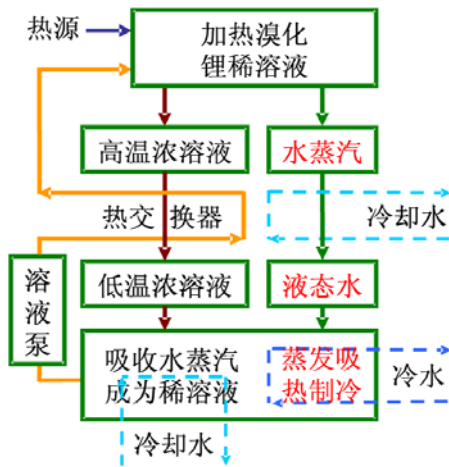 热源
加热溴化
锂稀溶液
高温浓溶液
水蒸汽
热交换器
冷却水
溶液泵
低温浓溶液
液态水
吸收水蒸汽
成为稀溶液
蒸发吸
热制冷
冷水
冷却水